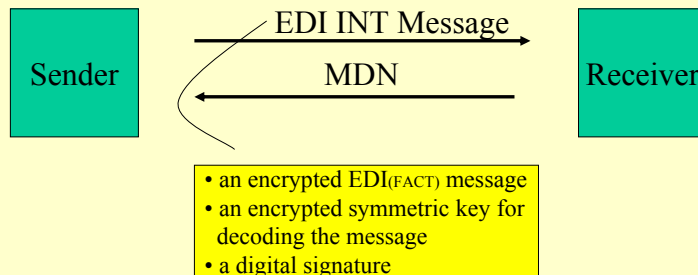 EDI INT Message
Sender
MDN
Receiver
• an encrypted EDI(FACT) message
• an encrypted symmetric key for
decoding the message
• a digital signature